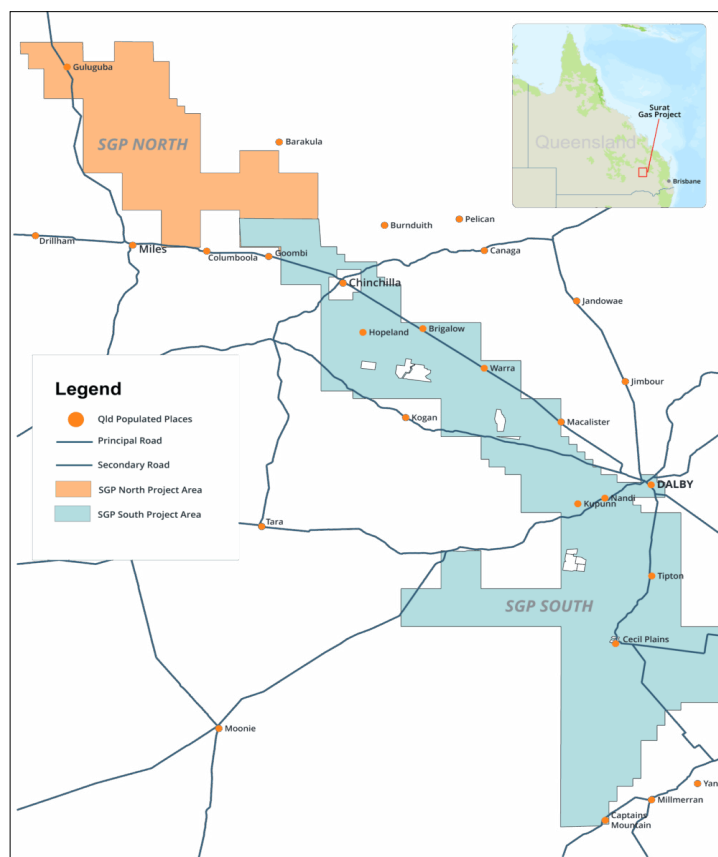 Guluguba
SGP NORTH
Barakula
Surat
Gas Project
Queensland
Brisbane
Pelican
Burnduith
Drillham
Miles
Columboola
Goombi
Canaga
Chinchilla
Jandowae
Hopeland
Brigalow
Warra
Jimbour
Kogan
Macalister
Legend
Qld Populated Places
Principal Road
Secondary Road
SGP North Project Area
SGP South Project Area
DALBY
Nandi
Kupunn
Tara
Tipton
SGP SOUTH
Cecil Plains
Moonie
Yan
Millmerran
Captains
Mountain